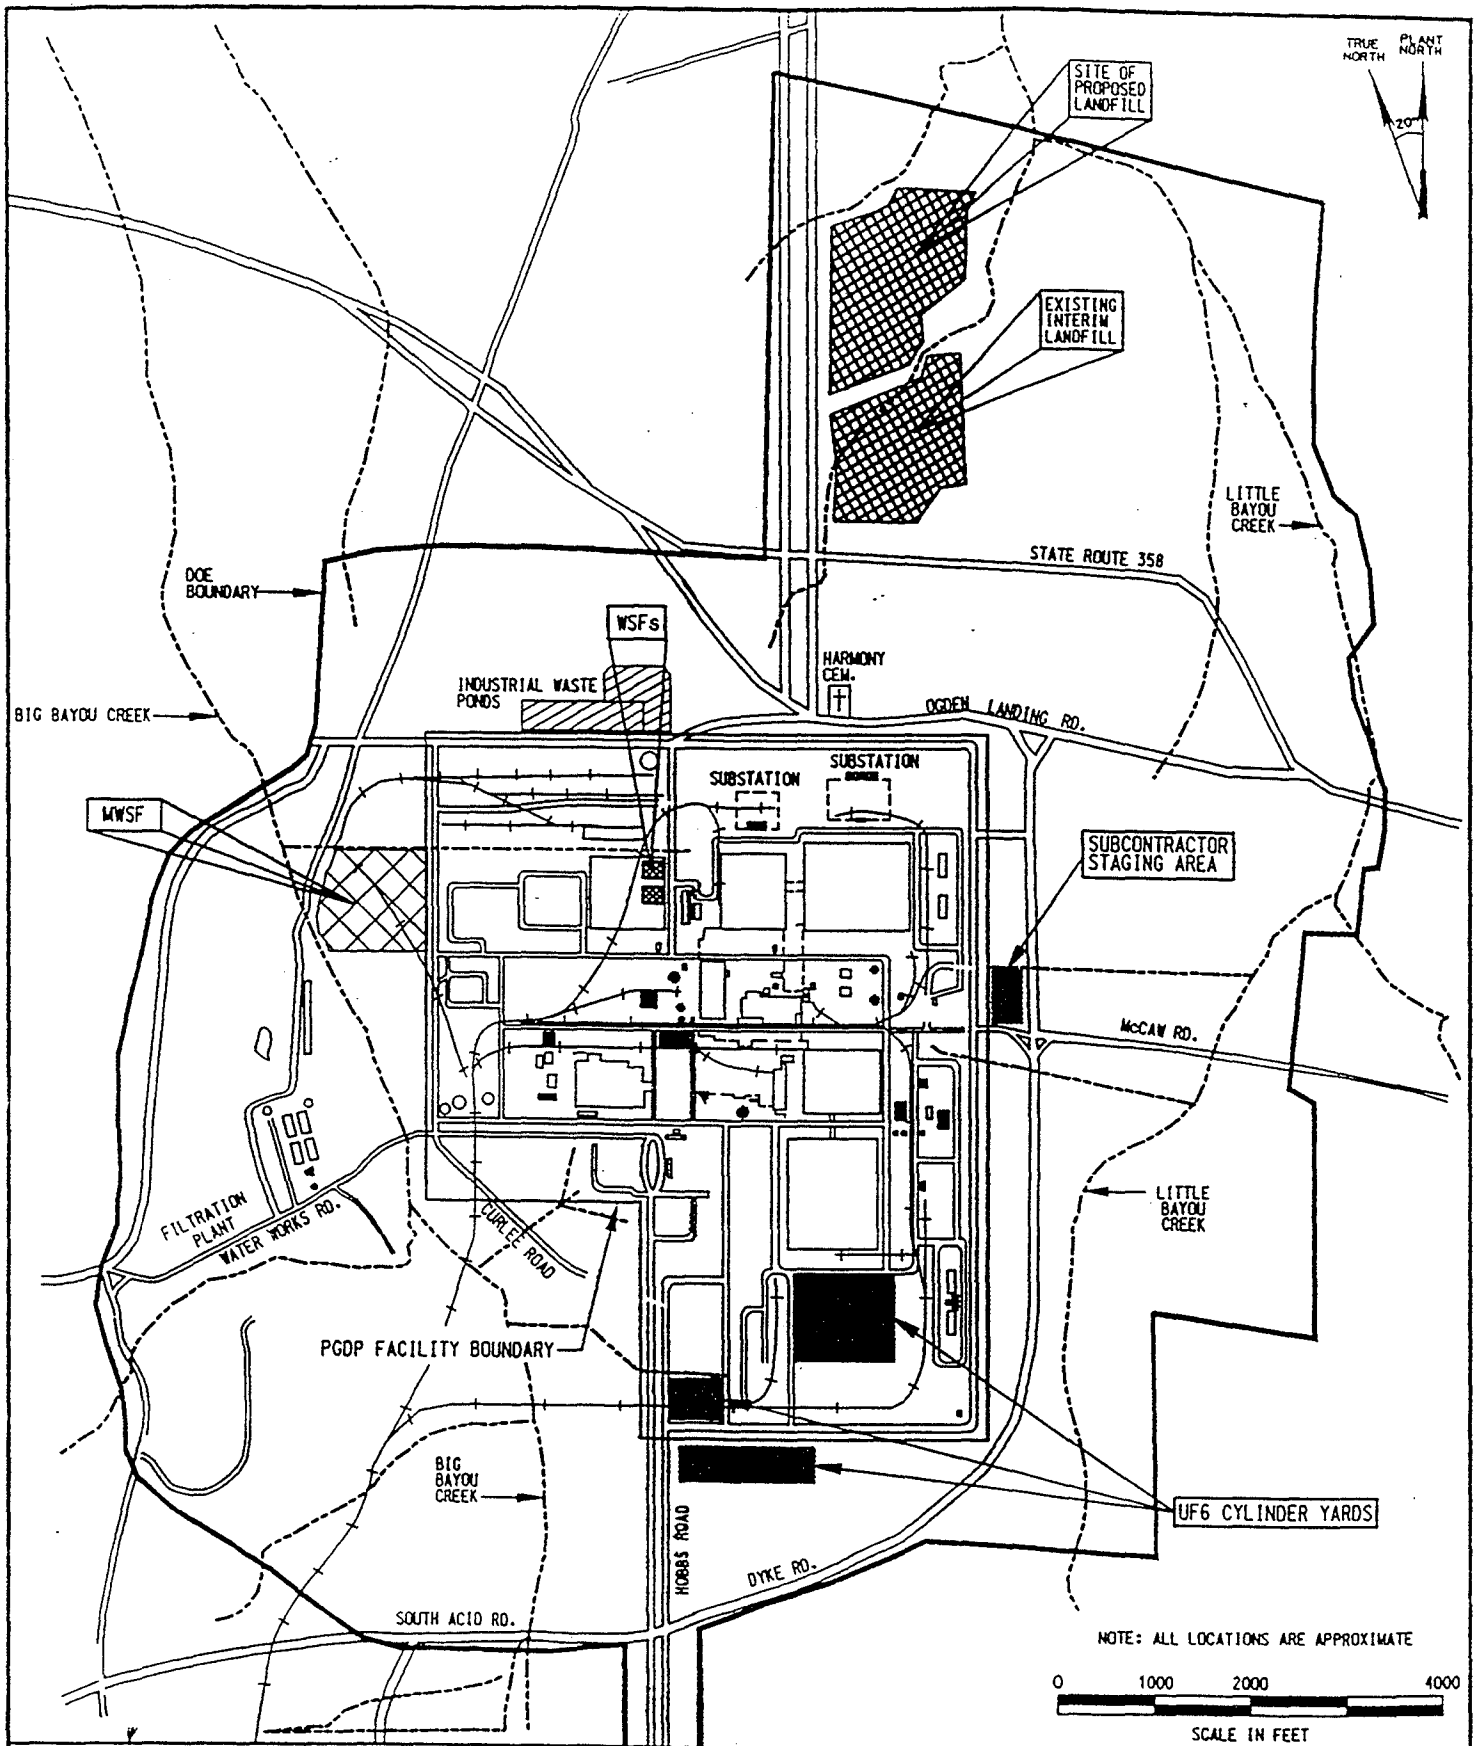 TRUE
NORTH
PLANT
NORTH
20°
SITE OF
PROPOSED
LANDFILL
EXISTING
INTERIM
LANDFILL
LITTLE
BAYOU
CREEK
STATE ROUTE 358
DOE
BOUNDARY
WSFs
HARMONY
CEM.
INDUSTRIAL WASTE
PONDS
BIG BAYOU CREEK
OGDEN LANDING RD.
SUBSTATION
SUBSTATION
MWSF
SUBCONTRACTOR
STAGING AREA
McCAW RD.
FILTRATION
PLANT
WATER WORKS RD.
CURLEE ROAD
LITTLE
BAYOU
CREEK
PGDP FACILITY BOUNDARY
BIG
BAYOU
CREEK
UF6 CYLINDER YARDS
HOBBS ROAD
DYKE RD.
SOUTH ACID RD.
NOTE: ALL LOCATIONS ARE APPROXIMATE
0 1000 2000 4000
SCALE IN FEET